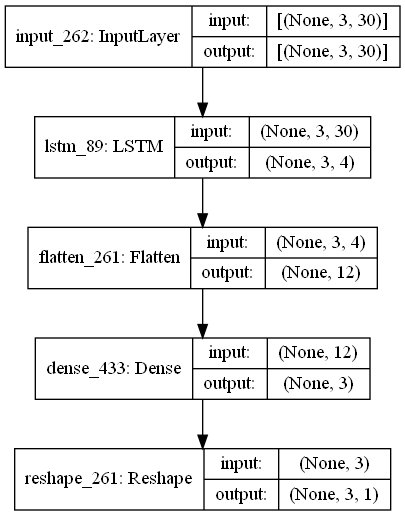 input_262: InputLayer
input: [(None, 3, 30)]
output: [(None, 3, 30)]
lstm_89: LSTM
input: (None, 3, 30)
output: (None, 3, 4)
flatten_261: Flatten
input: (None, 3, 4)
output: (None, 12)
dense_433: Dense
input: (None, 12)
output: (None, 3)
reshape_261: Reshape
input: (None, 3)
output: (None, 3, 1)